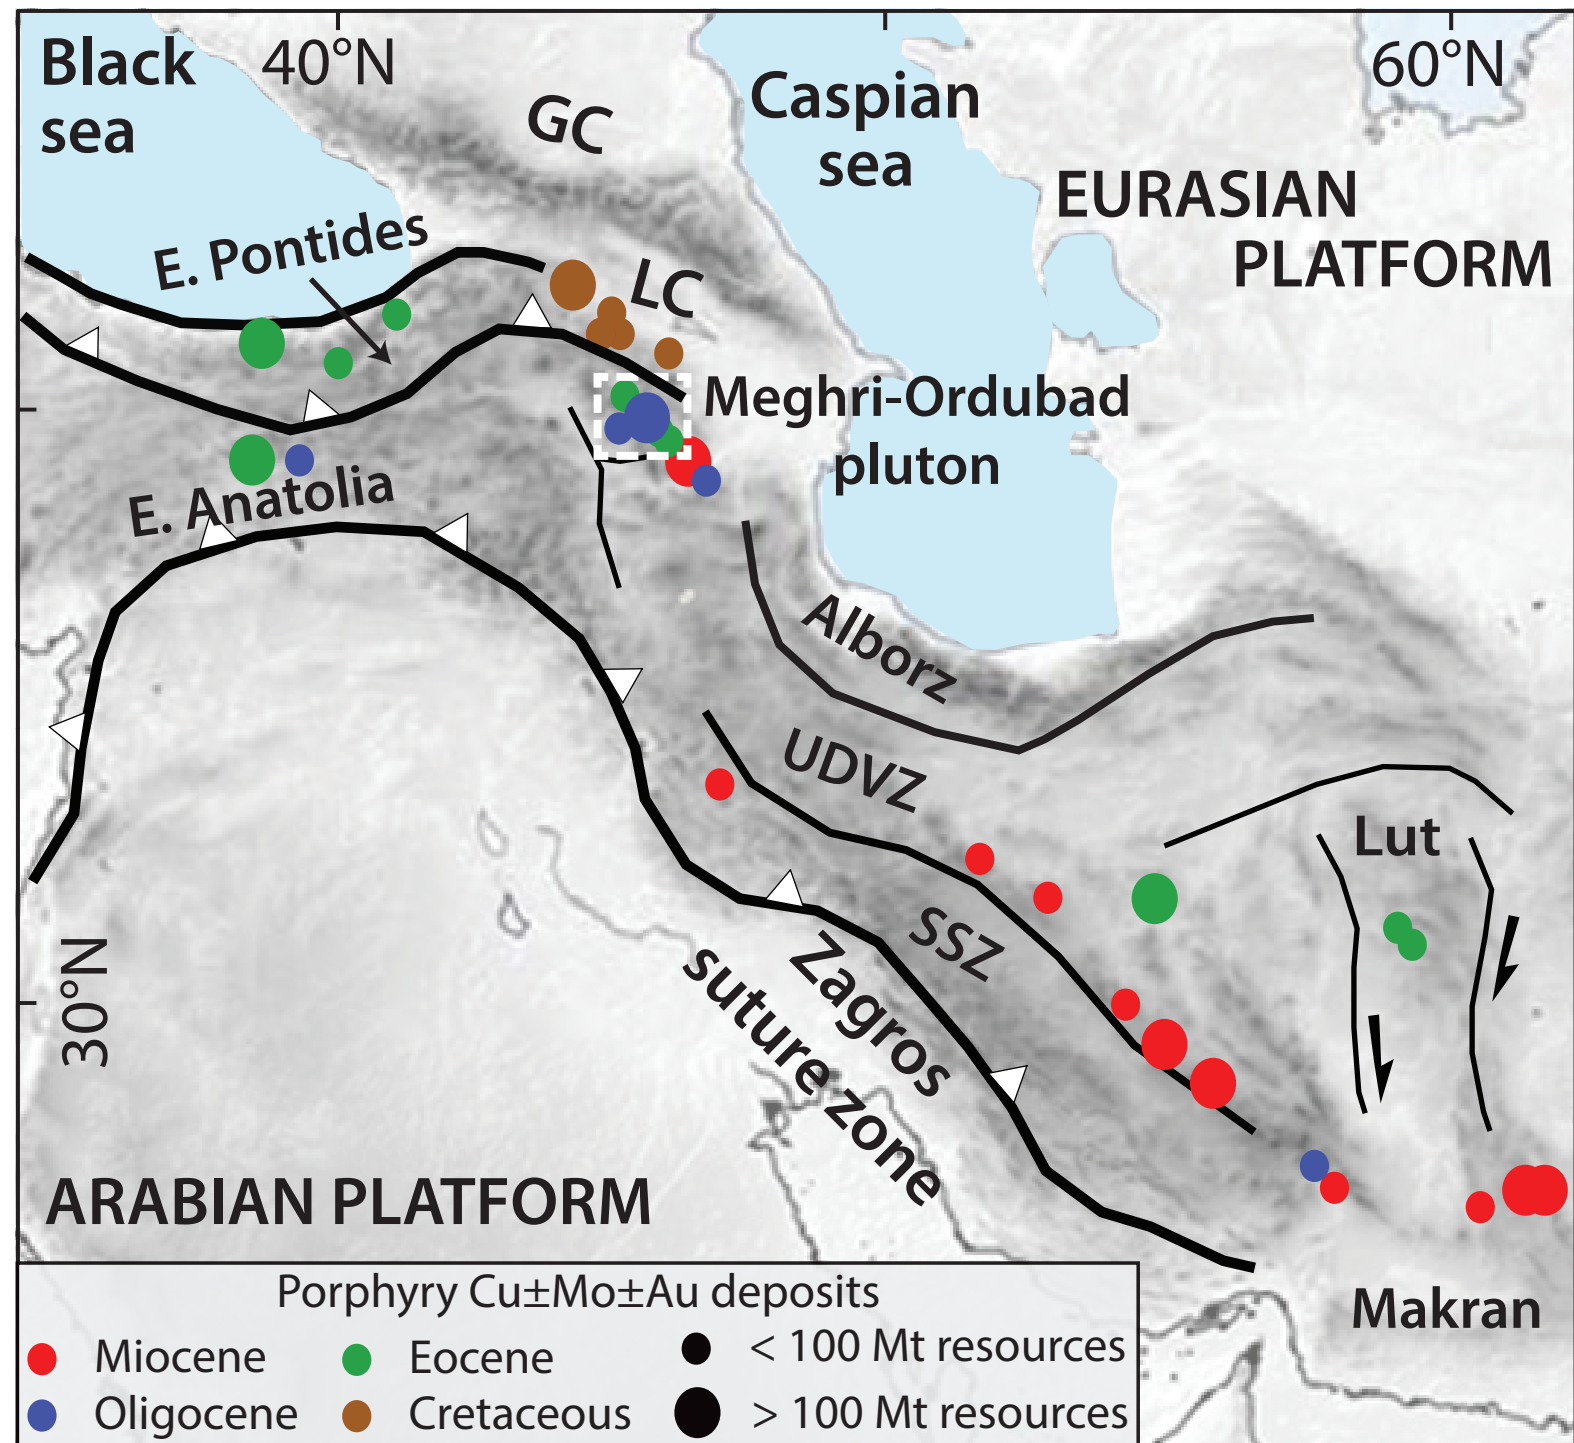 Black
sea
40°N
GC
Caspian
sea
60°N
EURASIAN
PLATFORM
E. Pontides
LC
Meghri-Ordubad
pluton
E. Anatolia
Alborz
UDVZ
Lut
SSZ
Zagros
suture zone
30°N
ARABIAN PLATFORM
Makran
Porphyry Cu±Mo±Au deposits
Miocene
Eocene
< 100 Mt resources
Oligocene
Cretaceous
> 100 Mt resources